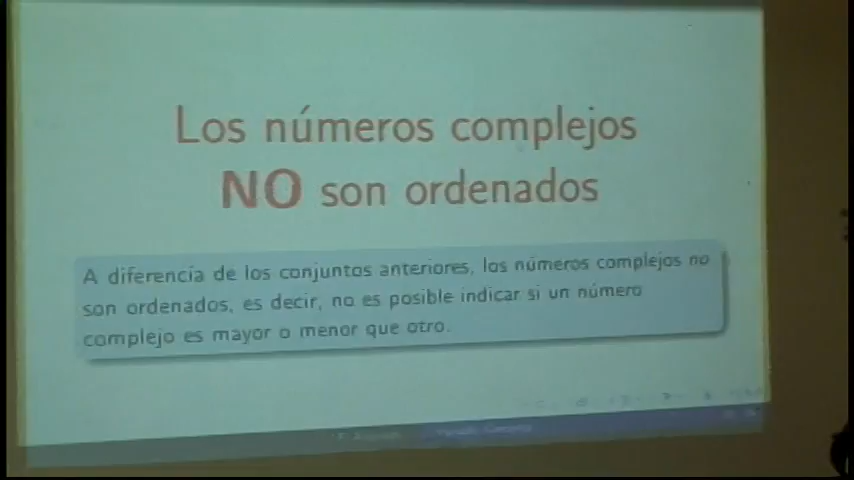 Los números complejos
NO son ordenados
A diferencia de los conjuntos anteriores, los números complejos no
son ordenados, es decir, no es posible indicar si un número
complejo es mayor o menor que otro.